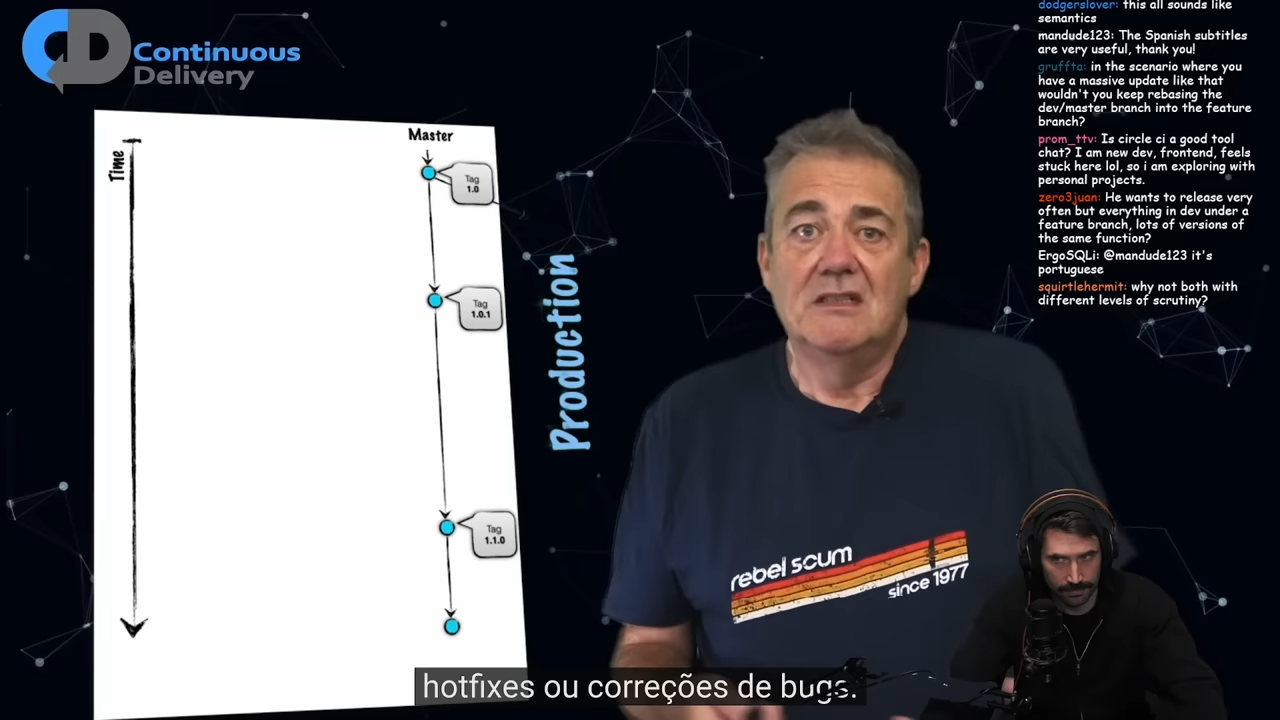 Continuous
Delivery
Time
Master
Tag
1.0
Tag
1.0.1
Tag
1.1.0
Production
rebel scum
since 1977
hotfixes ou correções de bugs.
dodgerslover: this all sounds like
semantics
mandude123: The Spanish subtitles
are very useful, thank you!
gruffta: in the scenario where you
have a massive update like that
wouldn't you keep rebasing the
dev/master branch into the feature
branch?
prom_ttv: Is circle ci a good tool
chat? I am new dev, frontend, feels
stuck here lol, so i am exploring with
personal projects.
zero3juan: He wants to release very
often but everything in dev under a
feature branch, lots of versions of
the same function?
ErgoSQLi: @mandude123 it's
portuguese
squirtlehermit: why not both with
different levels of scrutiny?